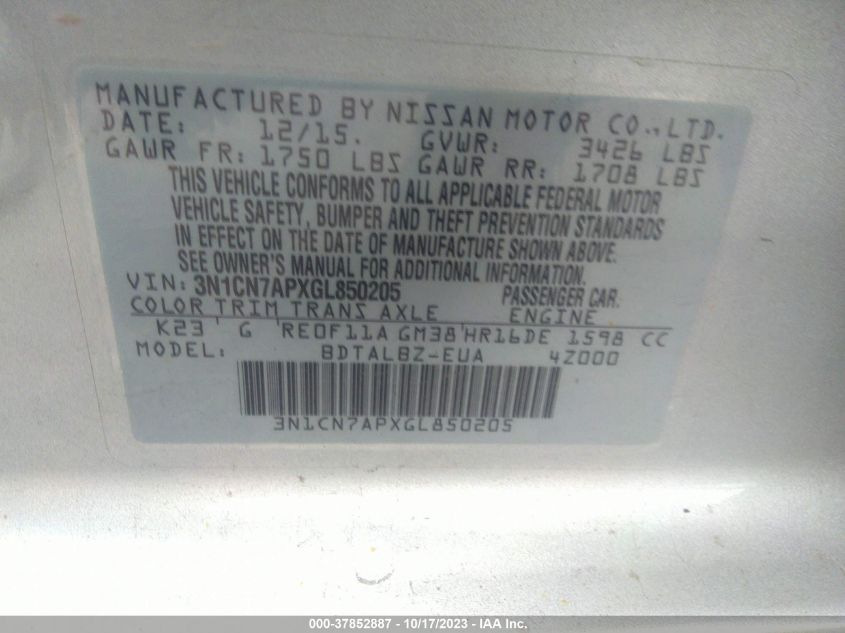 MANUFACTURED BY NISSAN MOTOR CO.,LTD.
DATE: 12/15. GVWR: 3426 LBS
GAWR FR: 1750 LBS GAWR RR: 1708 LBS
THIS VEHICLE CONFORMS TO ALL APPLICABLE FEDERAL MOTOR
VEHICLE SAFETY, BUMPER AND THEFT PREVENTION STANDARDS
IN EFFECT ON THE DATE OF MANUFACTURE SHOWN ABOVE.
SEE OWNER'S MANUAL FOR ADDITIONAL INFORMATION.
VIN: 3N1CN7APXGL850205 PASSENGER CAR.
COLOR TRIM TRANS AXLE ENGINE
K23 G RE0F11A GM38 HR16DE 1598 CC
MODEL: BDTALBZ-EUA 4Z000
3N1CN7APXGL850205
000-37852887 - 10/17/2023 - IAA Inc.